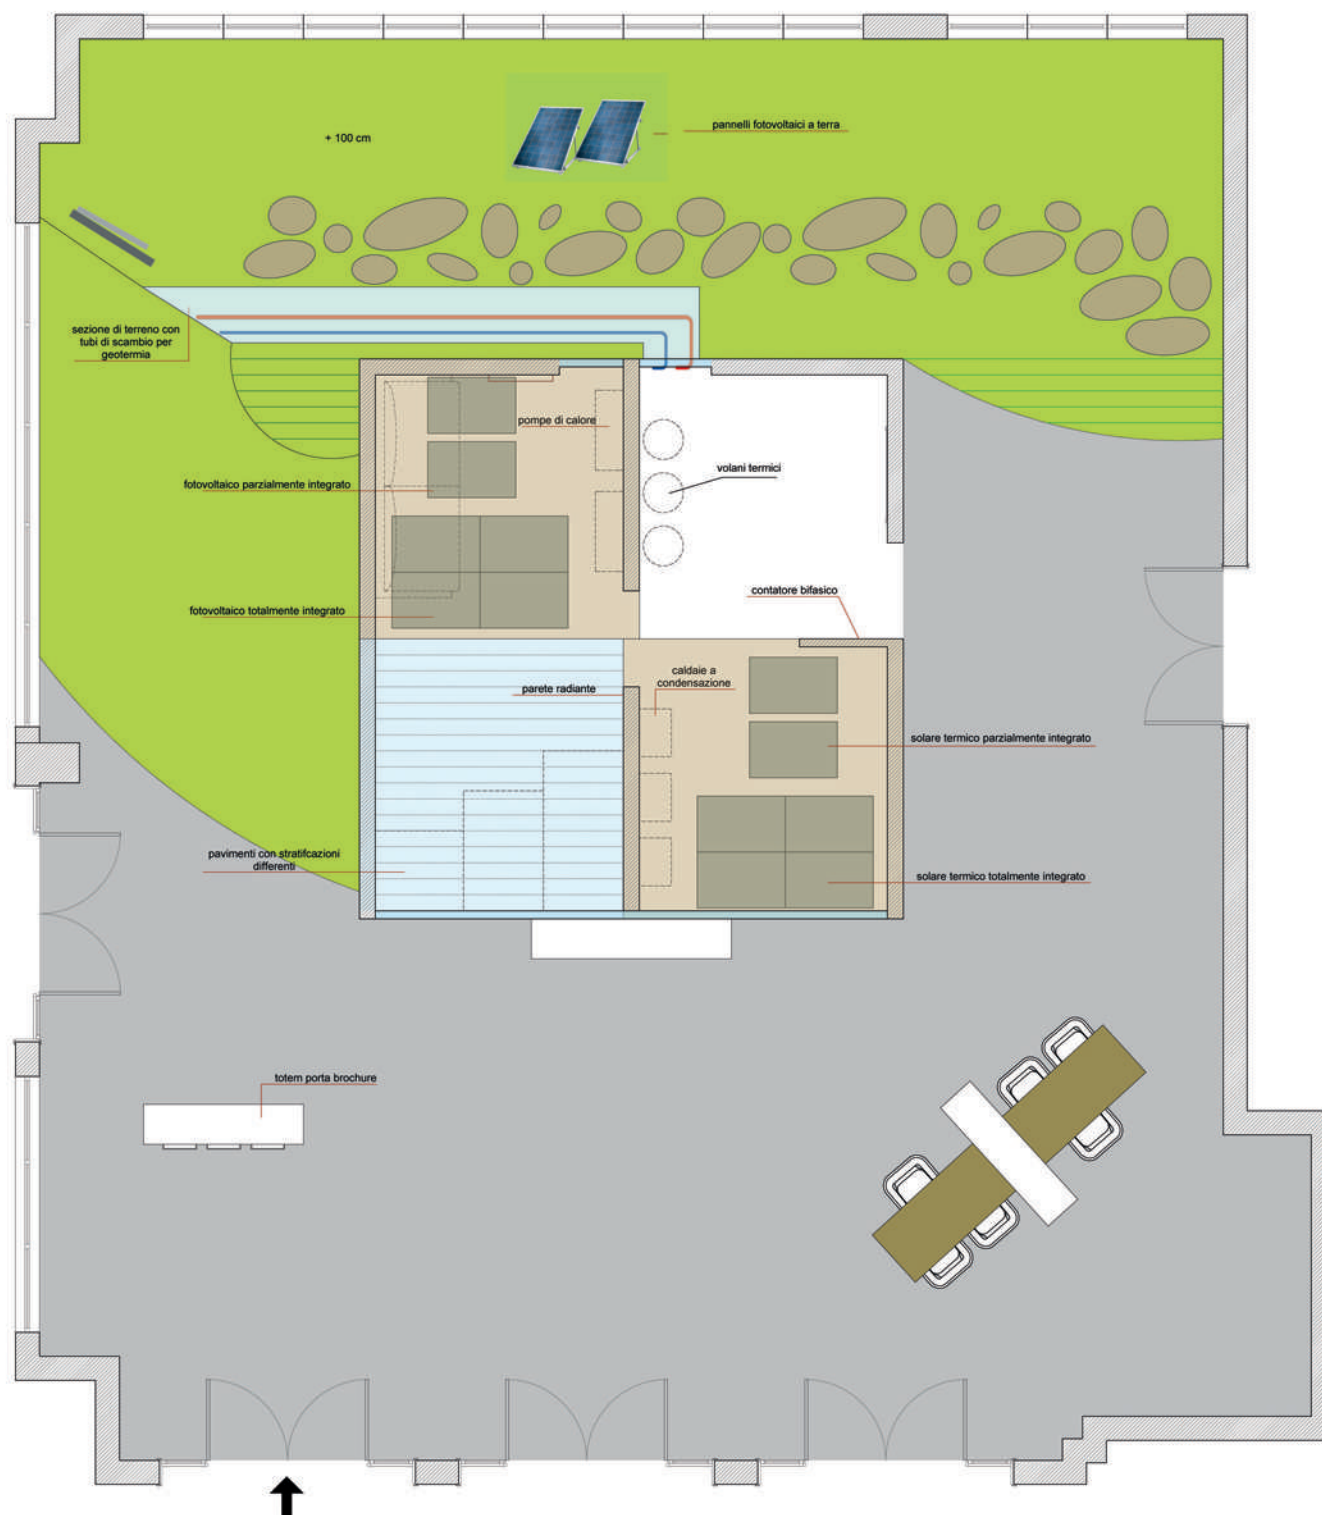 pannelli fotovoltaici a terra
+ 100 cm
sezione di terreno con
tubi di scambio per
geotermia
pompe di calore
volani termici
fotovoltaico parzialmente integrato
contatore bifasico
fotovoltaico totalmente integrato
caldaie a
condensazione
parete radiante
solare termico parzialmente integrato
pavimenti con stratifcazioni
differenti
solare termico totalmente integrato
totem porta brochure